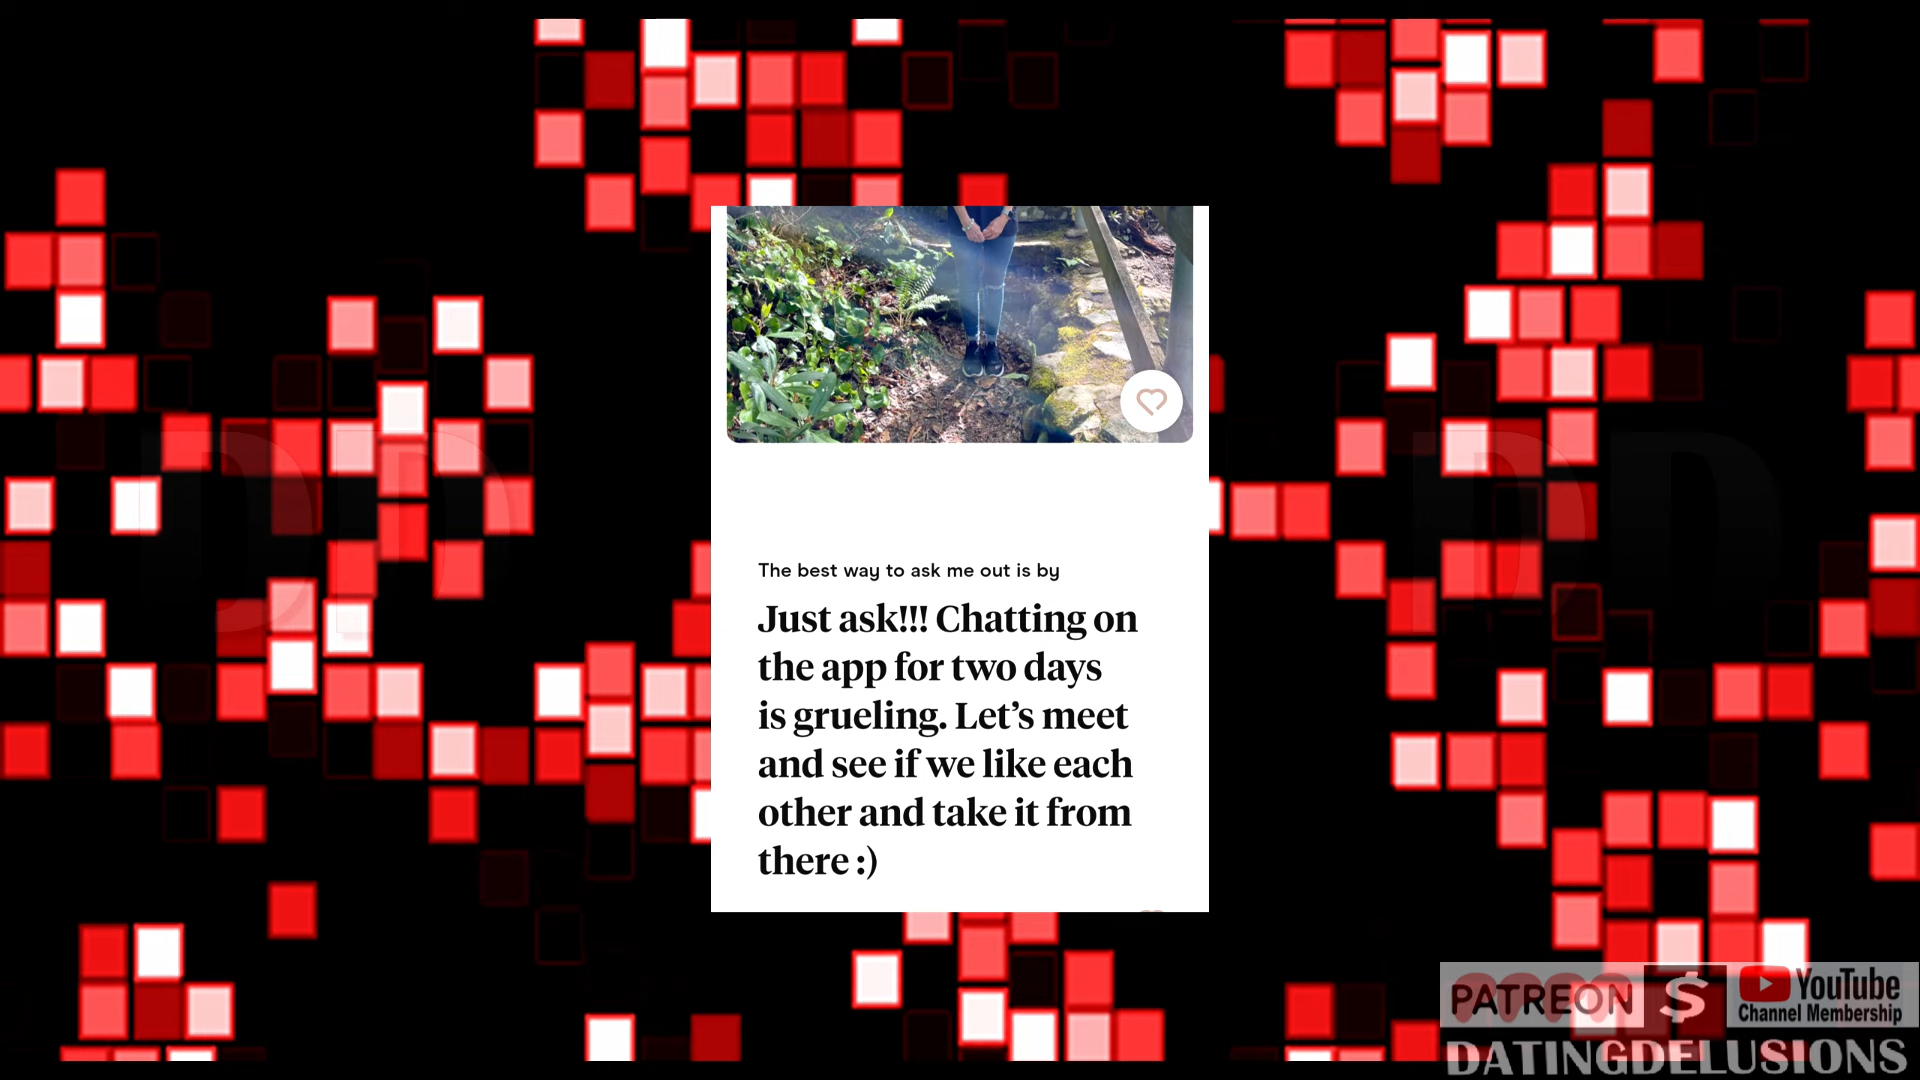 The best way to ask me out is by
Just ask!!! Chatting on
the app for two days
is grueling. Let’s meet
and see if we like each
other and take it from
there :)
DD
DD
PATREON $ YouTube
Channel Membership
DATINGDELUSIONS